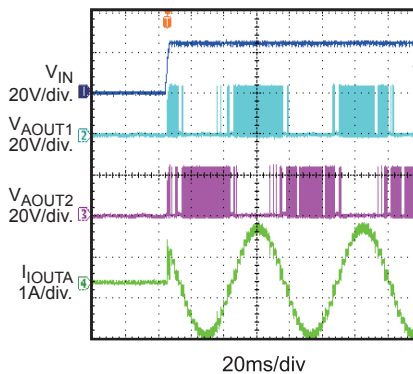 T
VIN
20V/div.
1
VAOUT1
20V/div.
2
VAOUT2
20V/div.
3
IIOUTA
1A/div.
4
20ms/div